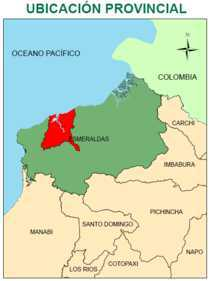 UBICACIÓN PROVINCIAL
OCEANO PACÍFICO
COLOMBIA
ESMERALDAS
CARCHI
IMBABURA
PICHINCHA
SANTO DOMINGO
MANABI
NAPO
COTOPAXI
LOS RIOS